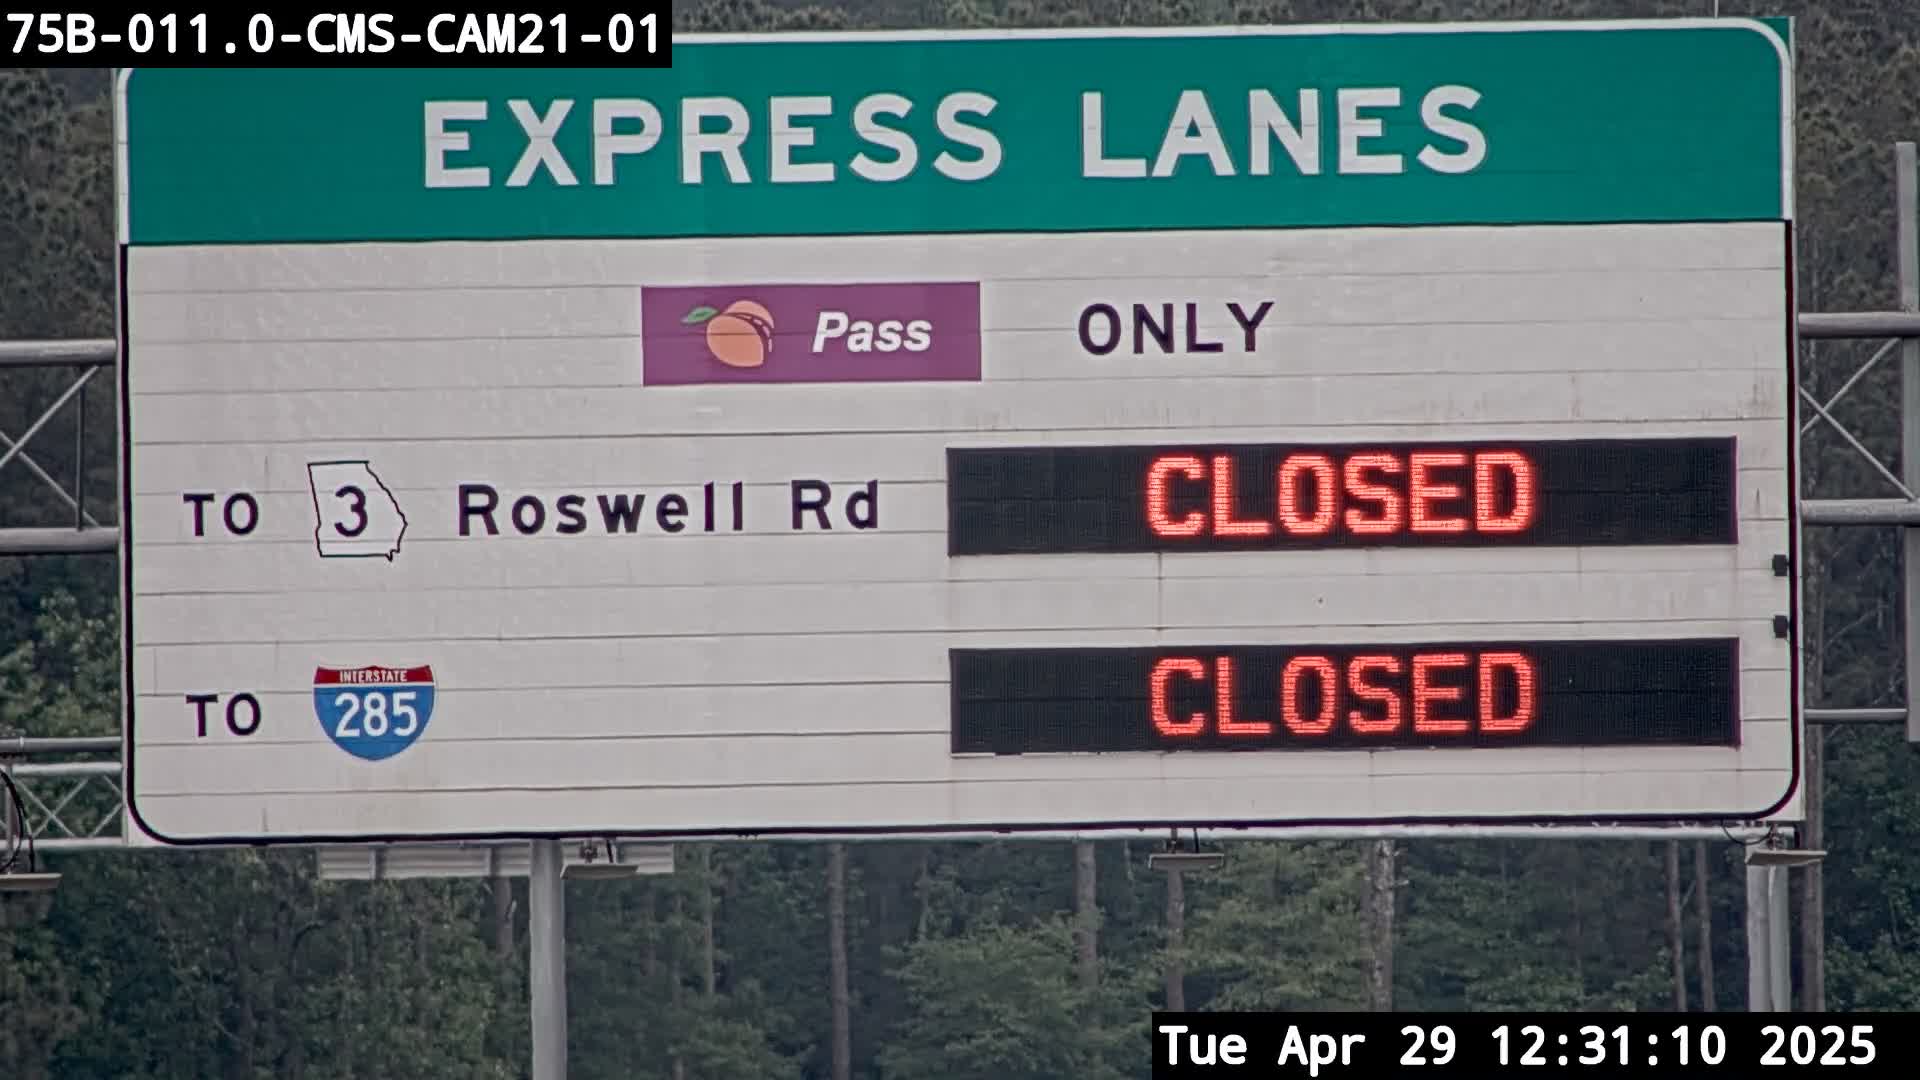 75B-011.0-CMS-CAM21-01
EXPRESS LANES
Pass ONLY
TO 3 Roswell Rd CLOSED
TO INTERSTATE 285 CLOSED
Tue Apr 29 12:31:10 2025